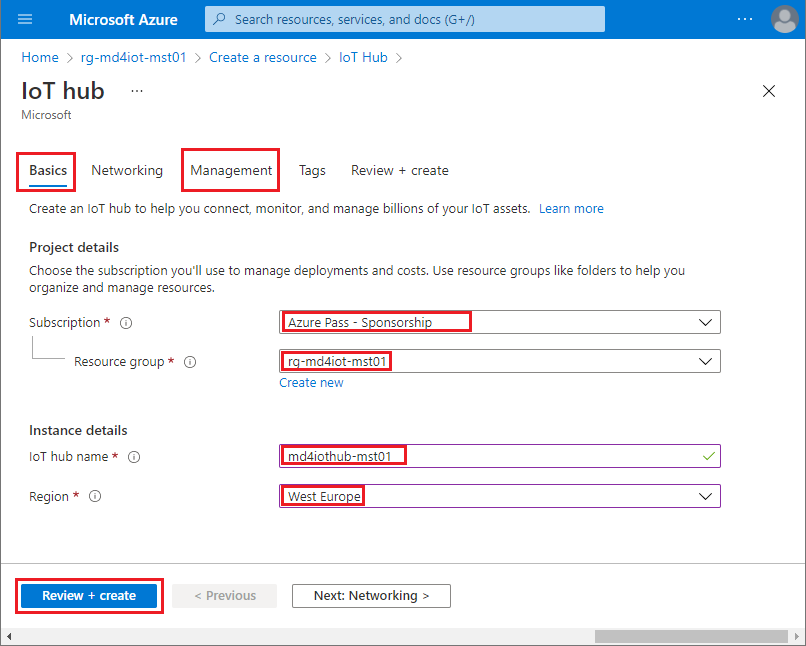 Microsoft Azure
Search resources, services, and docs (G+/)
Home > rg-md4iot-mst01 > Create a resource > IoT Hub >
IoT hub ...
Microsoft
Basics Networking Management Tags Review + create
Create an IoT hub to help you connect, monitor, and manage billions of your IoT assets. Learn more
Project details
Choose the subscription you'll use to manage deployments and costs. Use resource groups like folders to help you
organize and manage resources.
Subscription *
Azure Pass - Sponsorship
Resource group *
rg-md4iot-mst01
Create new
Instance details
IoT hub name *
md4iothub-mst01
Region *
West Europe
Review + create
< Previous
Next: Networking >